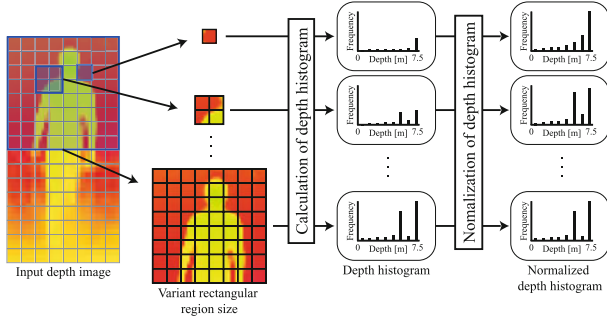 Input depth image
Variant rectangular
region size
Calculation of depth histogram
Frequency
0 Depth [m] 7.5
Frequency
0 Depth [m] 7.5
Frequency
0 Depth [m] 7.5
Depth histogram
Nomalization of depth histogram
Frequency
0 Depth [m] 7.5
Frequency
0 Depth [m] 7.5
Frequency
0 Depth [m] 7.5
Normalized
depth histogram